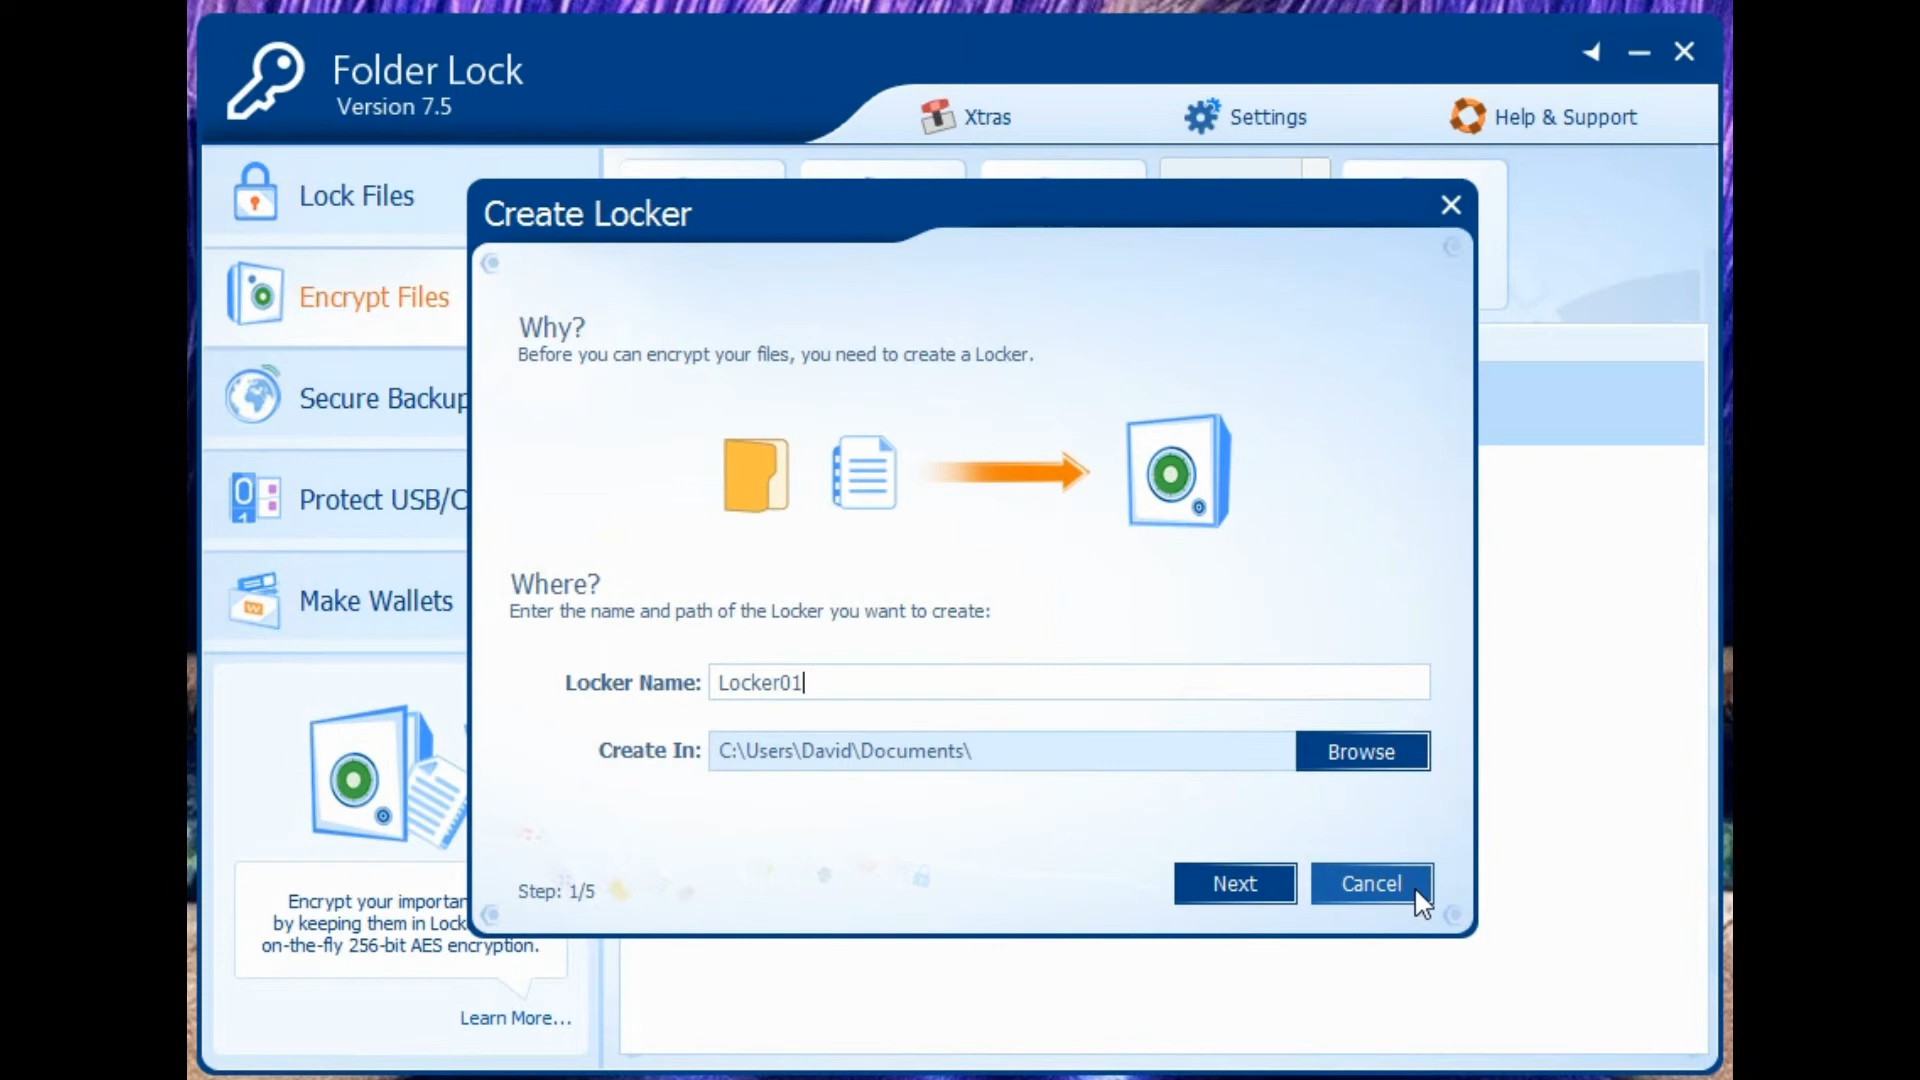 Folder Lock
Version 7.5
Xtras
Settings
Help & Support
Lock Files
Encrypt Files
Secure Backup
Protect USB/C
Make Wallets
Encrypt your importan
by keeping them in Lock
on-the-fly 256-bit AES encryption.
Learn More...
Create Locker
Why?
Before you can encrypt your files, you need to create a Locker.
Where?
Enter the name and path of the Locker you want to create:
Locker Name: Locker01
Create In: C:\Users\David\Documents\ Browse
Step: 1/5
Next Cancel